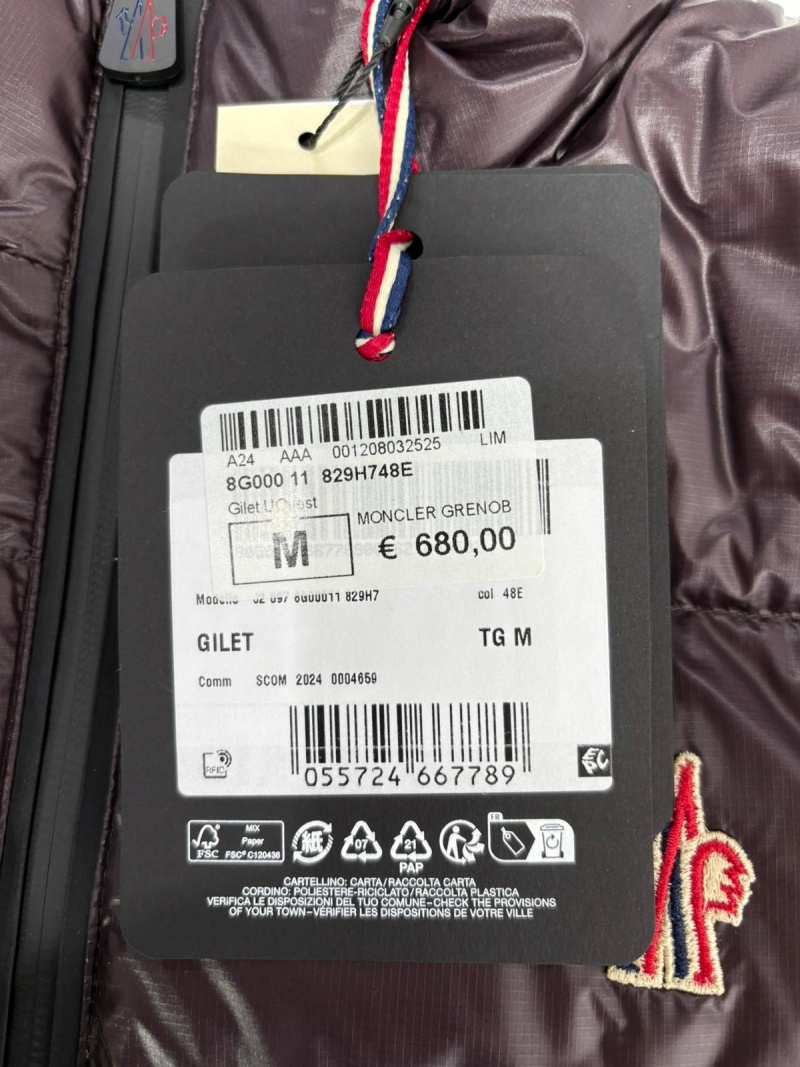 A24 AAA 001208032525 LIM
8G000 11 829H748E
Gilet
MONCLER GRENOB
M
€ 680,00
829H7 col 48E
GILET TG M
Comm SCOM 2024 0004659
RFID
055724 667789
EPC
FR
MIX
Paper
FSC FSC® C120436
紙
07
21
PAP
CARTELLINO: CARTA/RACCOLTA CARTA
CORDINO: POLIESTERE-RICICLATO/RACCOLTA PLASTICA
VERIFICA LE DISPOSIZIONI DEL TUO COMUNE–CHECK THE PROVISIONS
OF YOUR TOWN–VÉRIFIER LES DISPOSITIONS DE VOTRE VILLE